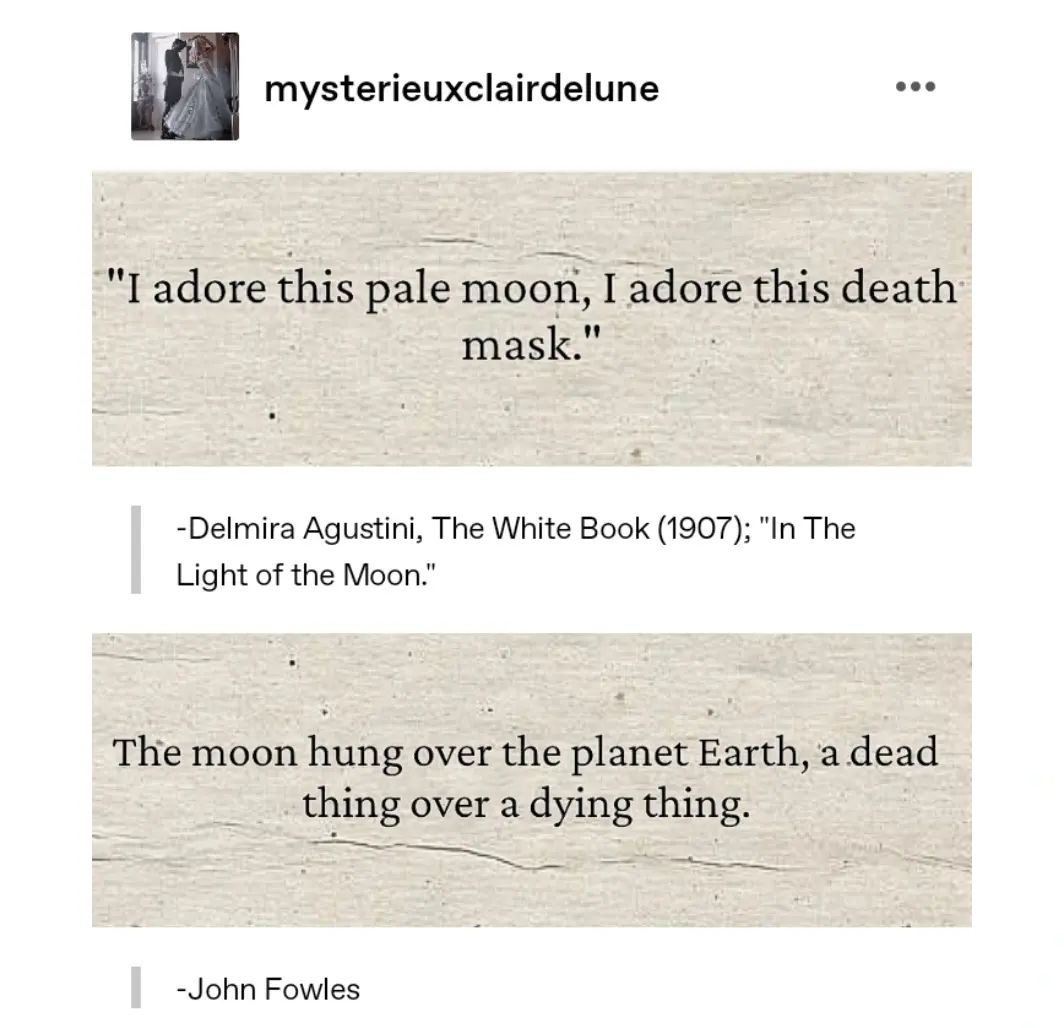 mysterieuxclairdelune
"I adore this pale moon, I adore this death
mask."
-Delmira Agustini, The White Book (1907); "In The
Light of the Moon."
The moon hung over the planet Earth, a dead
thing over a dying thing.
-John Fowles